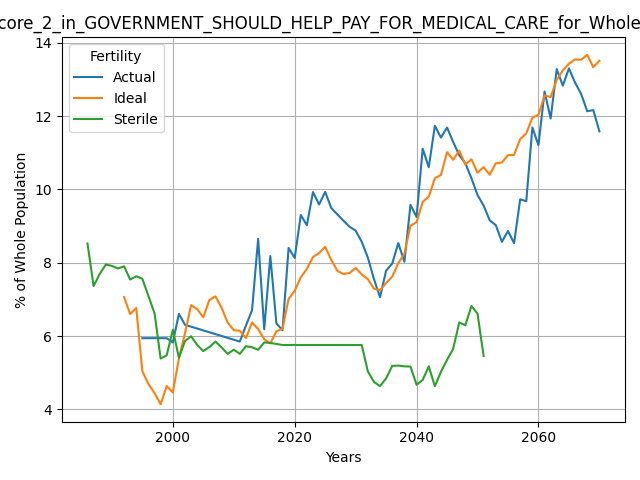 core_2_in_GOVERNMENT_SHOULD_HELP_PAY_FOR_MEDICAL_CARE_for_Whole
Fertility
Actual
Ideal
Sterile
% of Whole Population
14
12
10
8
6
4
2000
2020
2040
2060
Years